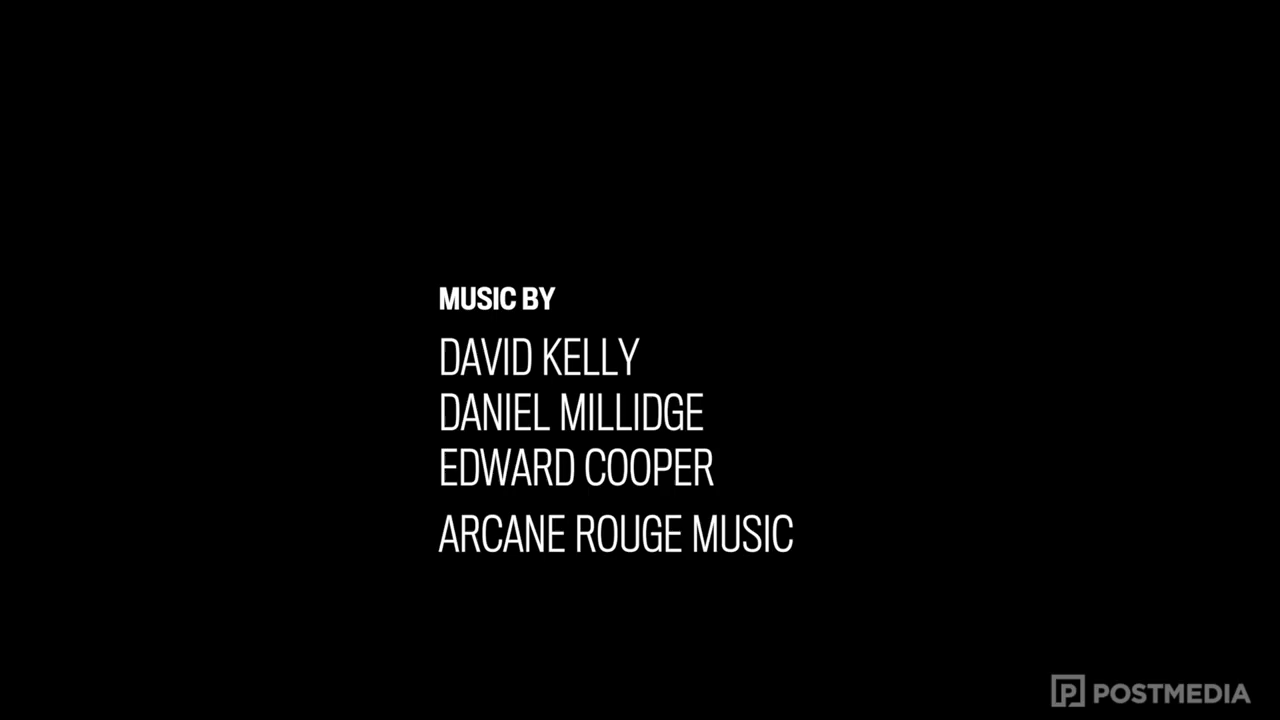 MUSIC BY
DAVID KELLY
DANIEL MILLIDGE
EDWARD COOPER
ARCANE ROUGE MUSIC
P POSTMEDIA